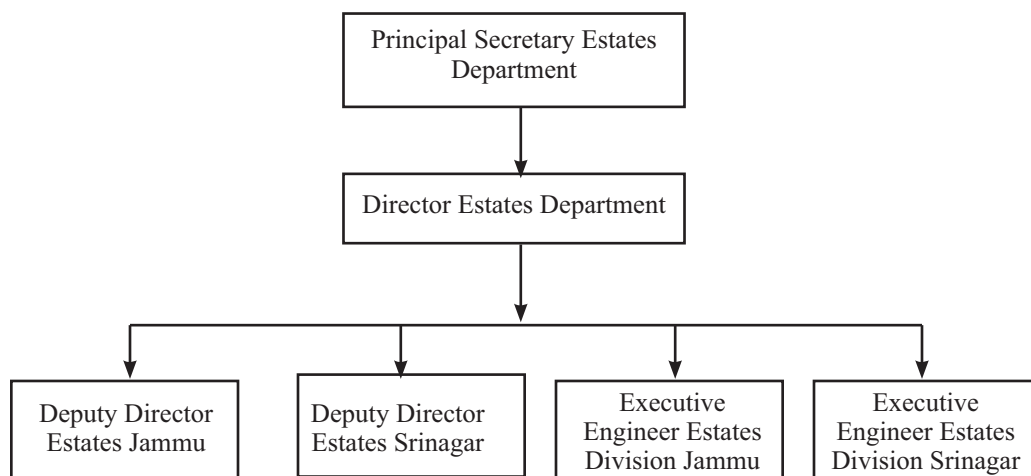 Principal Secretary Estates
Department
Director Estates Department
Deputy Director
Estates Jammu
Deputy Director
Estates Srinagar
Executive
Engineer Estates
Division Jammu
Executive
Engineer Estates
Division Srinagar